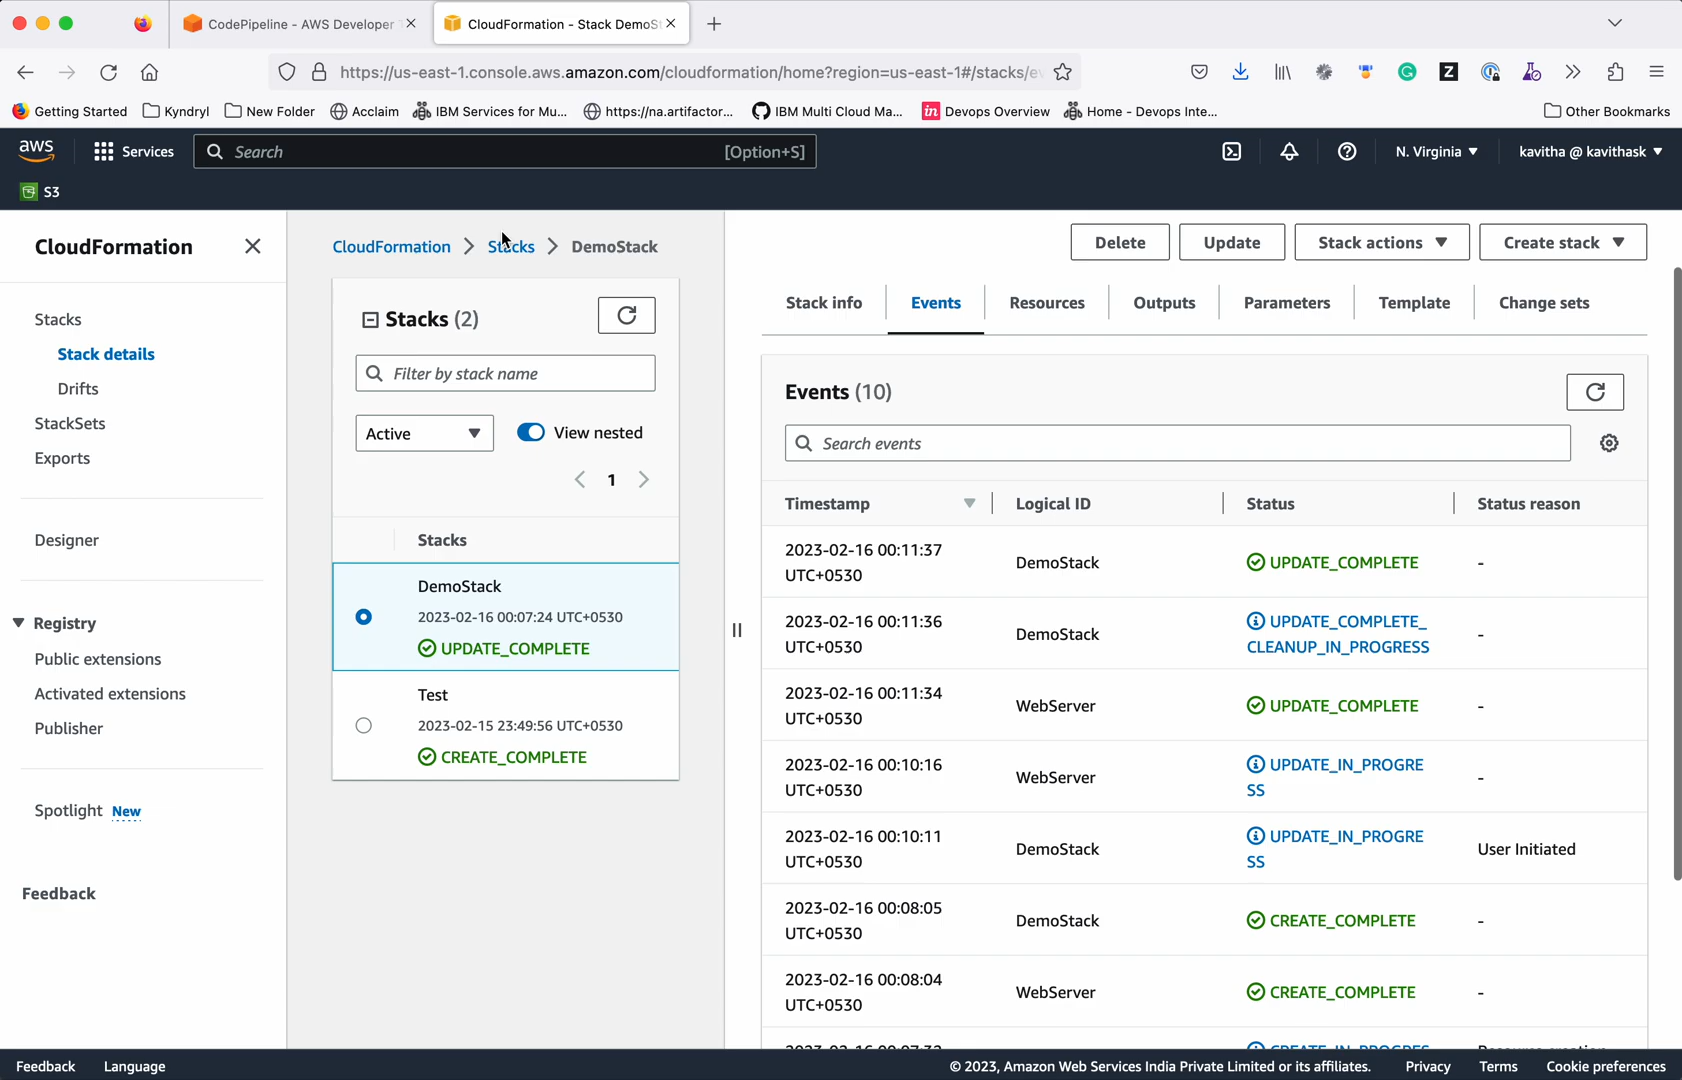 CodePipeline - AWS Developer T
CloudFormation - Stack DemoSt
https://us-east-1.console.aws.amazon.com/cloudformation/home?region=us-east-1#/stacks/ev
Getting Started
Kyndryl
New Folder
Acclaim
IBM Services for Mu...
https://na.artifactor...
IBM Multi Cloud Ma...
in
Devops Overview
Home - Devops Inte...
Other Bookmarks
aws
Services
Search
[Option+S]
N. Virginia
kavitha @ kavithask
S3
CloudFormation
Stacks
Stack details
Drifts
StackSets
Exports
Designer
Registry
Public extensions
Activated extensions
Publisher
Spotlight New
Feedback
CloudFormation > Stacks > DemoStack
Stacks (2)
Filter by stack name
Active
View nested
1
Stacks
DemoStack
2023-02-16 00:07:24 UTC+0530
UPDATE_COMPLETE
Test
2023-02-15 23:49:56 UTC+0530
CREATE_COMPLETE
Delete
Update
Stack actions
Create stack
Stack info
Events
Resources
Outputs
Parameters
Template
Change sets
Events (10)
Search events
Timestamp
Logical ID
Status
Status reason
2023-02-16 00:11:37
UTC+0530
DemoStack
UPDATE_COMPLETE
-
2023-02-16 00:11:36
UTC+0530
DemoStack
UPDATE_COMPLETE_
CLEANUP_IN_PROGRESS
-
2023-02-16 00:11:34
UTC+0530
WebServer
UPDATE_COMPLETE
-
2023-02-16 00:10:16
UTC+0530
WebServer
UPDATE_IN_PROGRE
SS
-
2023-02-16 00:10:11
UTC+0530
DemoStack
UPDATE_IN_PROGRE
SS
User Initiated
2023-02-16 00:08:05
UTC+0530
DemoStack
CREATE_COMPLETE
-
2023-02-16 00:08:04
UTC+0530
WebServer
CREATE_COMPLETE
-
Feedback
Language
© 2023, Amazon Web Services India Private Limited or its affiliates.
Privacy
Terms
Cookie preferences